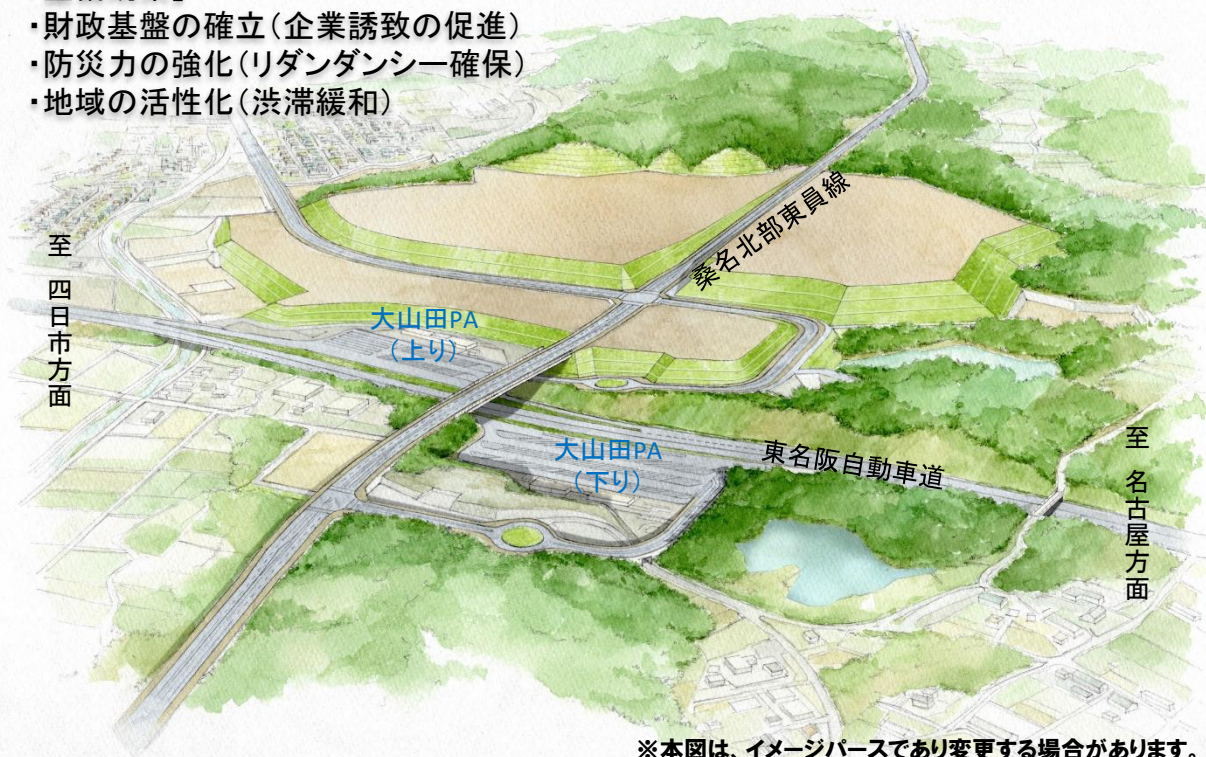 ・財政基盤の確立(企業誘致の促進)
・防災力の強化(リダンダンシー確保)
・地域の活性化(渋滞緩和)
桑名北部東員線
至 四日市方面
大山田PA
(上り)
大山田PA
(下り)
東名阪自動車道
至 名古屋方面
※本図は、イメージパースであり変更する場合があります。